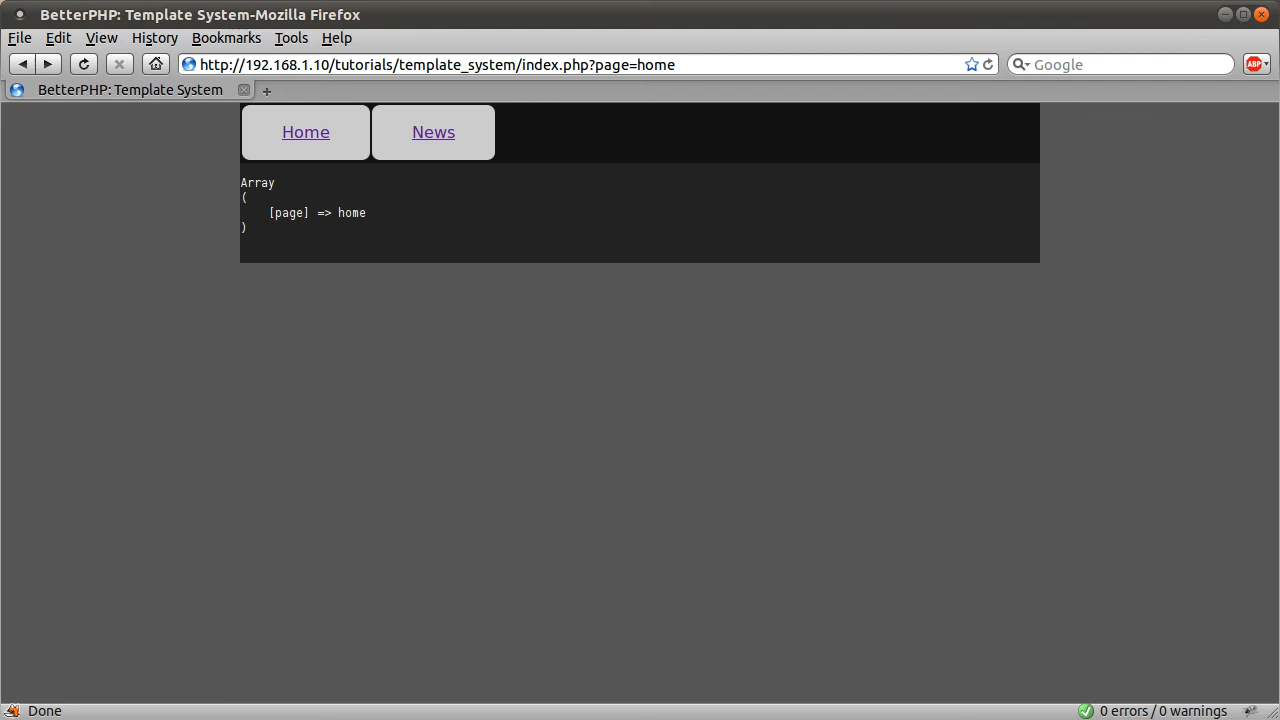 BetterPHP: Template System-Mozilla Firefox
File Edit View History Bookmarks Tools Help
http://192.168.1.10/tutorials/template_system/index.php?page=home
ABP
Google
BetterPHP: Template System
Home News
Array
(
[page] => home
)
Done
0 errors / 0 warnings